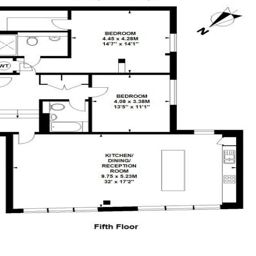 BEDROOM
4.45 x 4.28M
14'7" x 14'1"
WT
BEDROOM
4.08 x 3.38M
13'5" x 11'1"
KITCHEN/
DINING/
RECEPTION
ROOM
9.75 x 5.23M
32' x 17'2"
Fifth Floor